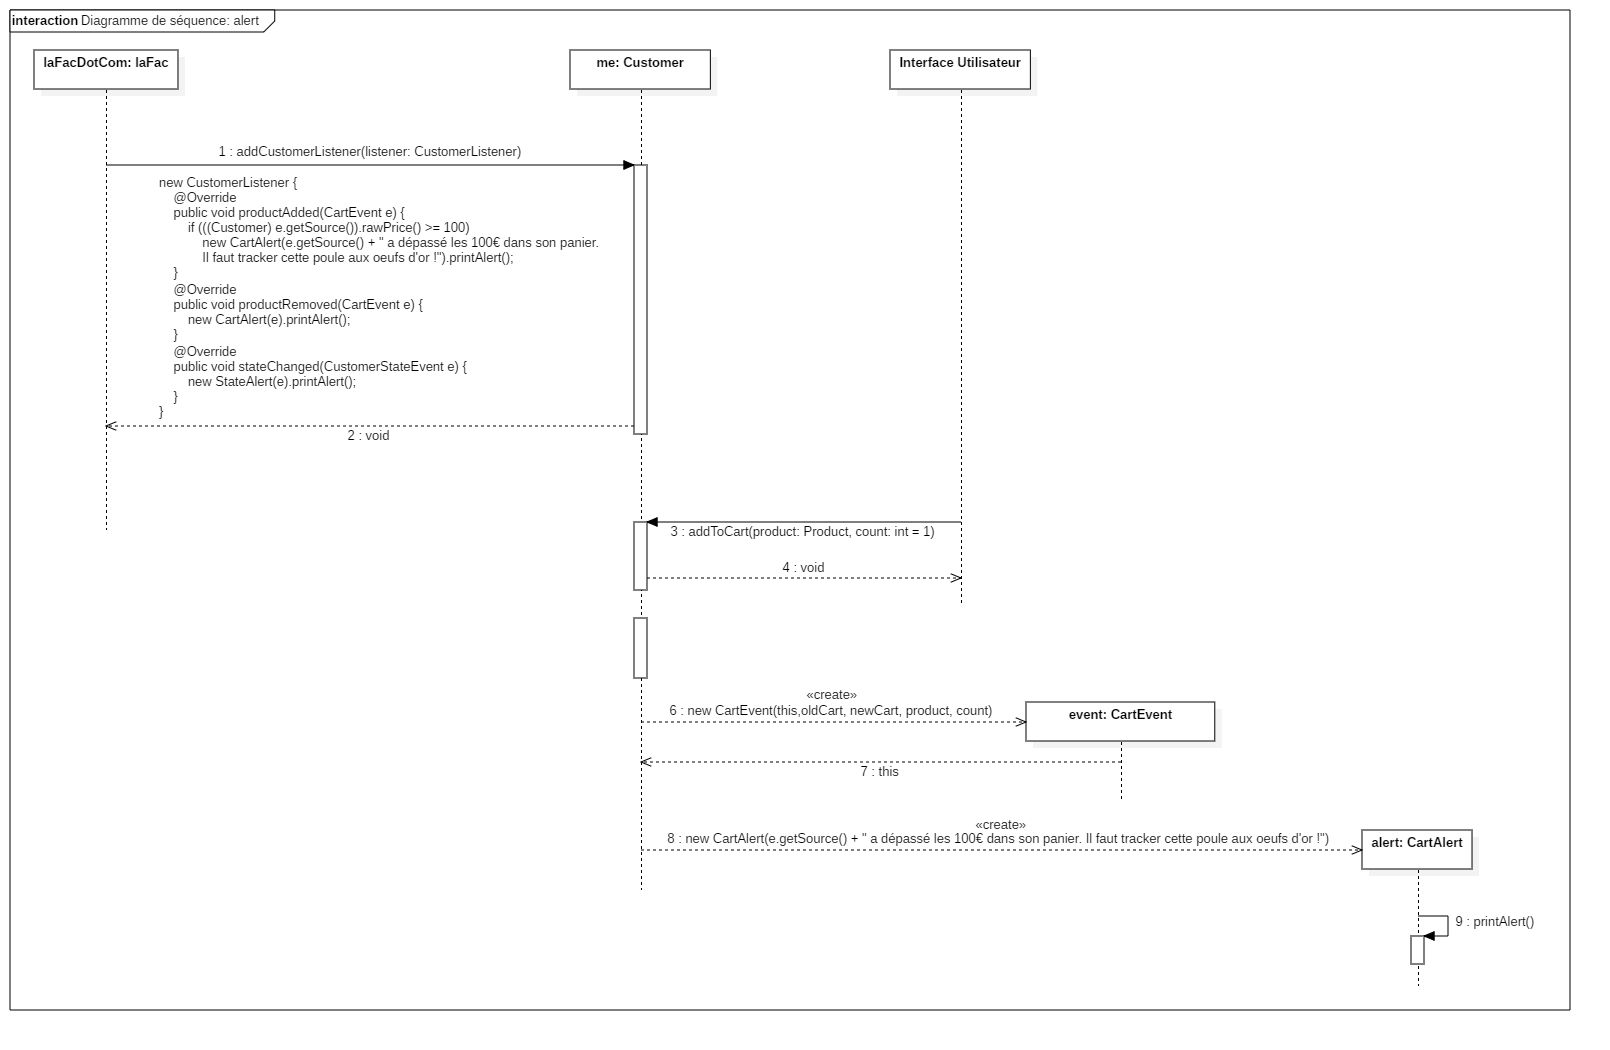 interaction Diagramme de séquence: alert
laFacDotCom: laFac
me: Customer
Interface Utilisateur
1 : addCustomerListener(listener: CustomerListener)
new CustomerListener {
@Override
public void productAdded(CartEvent e) {
if (((Customer) e.getSource()).rawPrice() >= 100)
new CartAlert(e.getSource() + " a dépassé les 100€ dans son panier.
Il faut tracker cette poule aux oeufs d'or !").printAlert();
}
@Override
public void productRemoved(CartEvent e) {
new CartAlert(e).printAlert();
}
@Override
public void stateChanged(CustomerStateEvent e) {
new StateAlert(e).printAlert();
}
}
2 : void
3 : addToCart(product: Product, count: int = 1)
4 : void
«create»
6 : new CartEvent(this,oldCart, newCart, product, count)
event: CartEvent
7 : this
«create»
8 : new CartAlert(e.getSource() + " a dépassé les 100€ dans son panier. Il faut tracker cette poule aux oeufs d'or !")
alert: CartAlert
9 : printAlert()